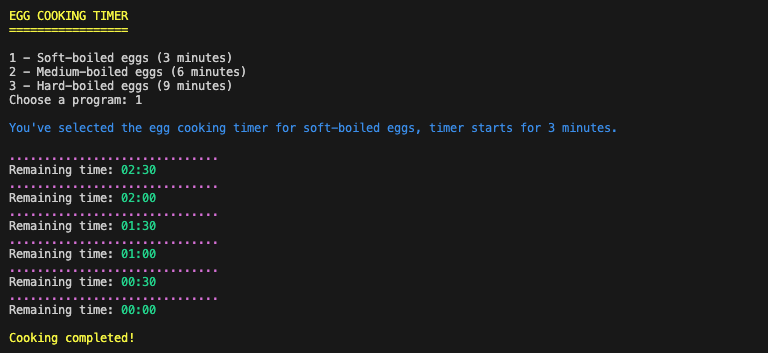 EGG COOKING TIMER
=================
1 - Soft-boiled eggs (3 minutes)
2 - Medium-boiled eggs (6 minutes)
3 - Hard-boiled eggs (9 minutes)
Choose a program: 1
You've selected the egg cooking timer for soft-boiled eggs, timer starts for 3 minutes.
..............................
Remaining time: 02:30
..............................
Remaining time: 02:00
..............................
Remaining time: 01:30
..............................
Remaining time: 01:00
..............................
Remaining time: 00:30
..............................
Remaining time: 00:00
Cooking completed!